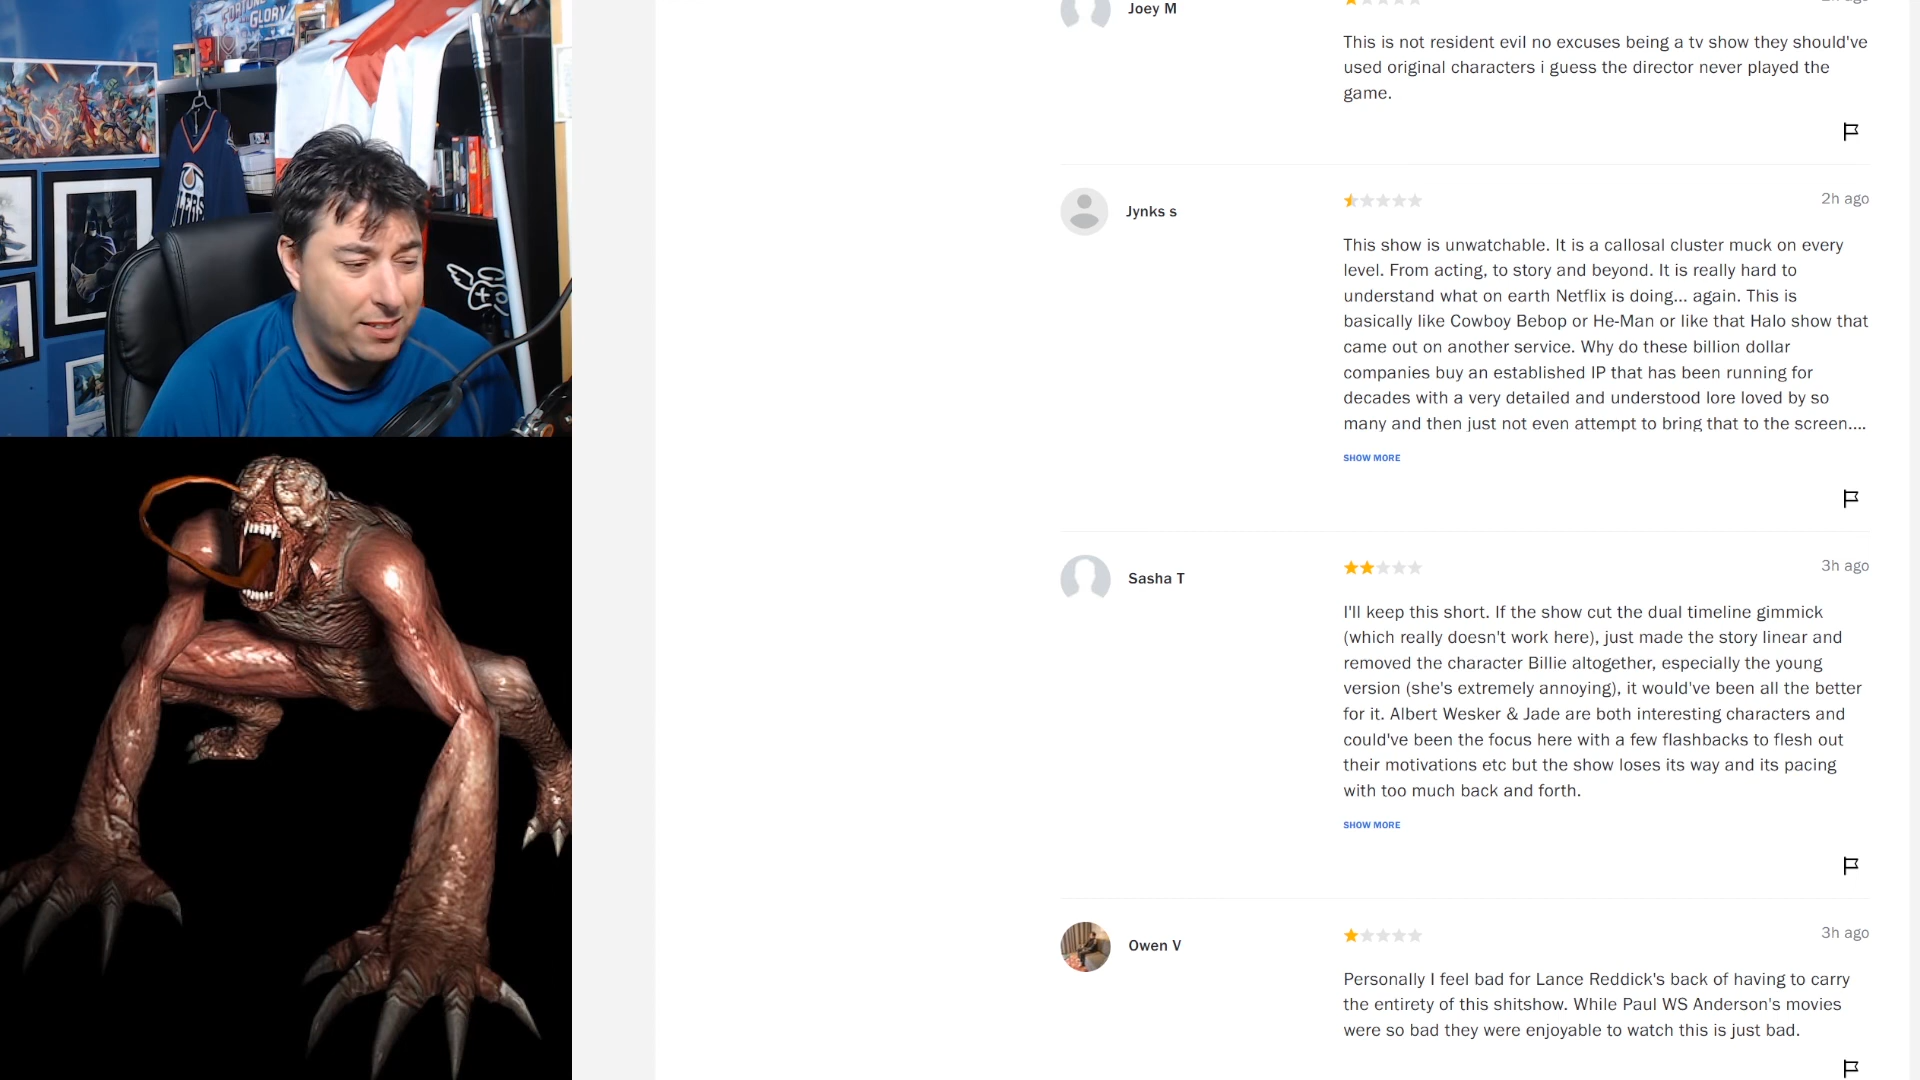 FORTUNE
GLORY
OILERS
Joey M
This is not resident evil no excuses being a tv show they should've
used original characters i guess the director never played the
game.
Jynks s
2h ago
This show is unwatchable. It is a callosal cluster muck on every
level. From acting, to story and beyond. It is really hard to
understand what on earth Netflix is doing... again. This is
basically like Cowboy Bebop or He-Man or like that Halo show that
came out on another service. Why do these billion dollar
companies buy an established IP that has been running for
decades with a very detailed and understood lore loved by so
many and then just not even attempt to bring that to the screen....
SHOW MORE
Sasha T
3h ago
I'll keep this short. If the show cut the dual timeline gimmick
(which really doesn't work here), just made the story linear and
removed the character Billie altogether, especially the young
version (she's extremely annoying), it would've been all the better
for it. Albert Wesker & Jade are both interesting characters and
could've been the focus here with a few flashbacks to flesh out
their motivations etc but the show loses its way and its pacing
with too much back and forth.
SHOW MORE
Owen V
3h ago
Personally I feel bad for Lance Reddick's back of having to carry
the entirety of this shitshow. While Paul WS Anderson's movies
were so bad they were enjoyable to watch this is just bad.